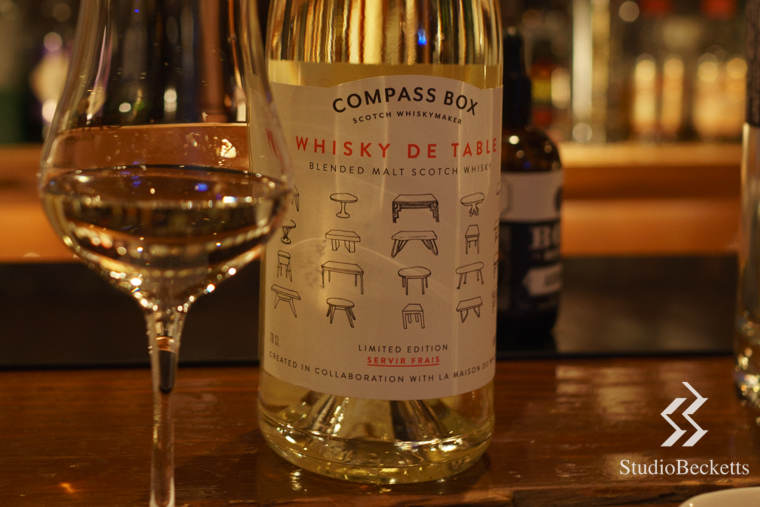 COMPASS BOX
SCOTCH WHISKYMAKER
WHISKY DE TABLE
BLENDED MALT SCOTCH WHISKY
LIMITED EDITION
SERVIR FRAIS
CREATED IN COLLABORATION WITH LA MAISON DU
StudioBecketts